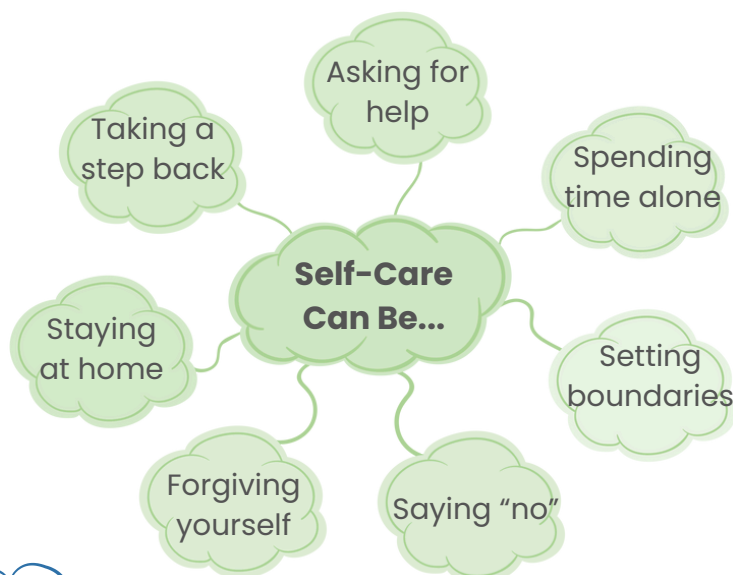 Asking for
help
Taking a
step back
Spending
time alone
Self-Care
Can Be...
Staying
at home
Setting
boundaries
Forgiving
yourself
Saying “no”